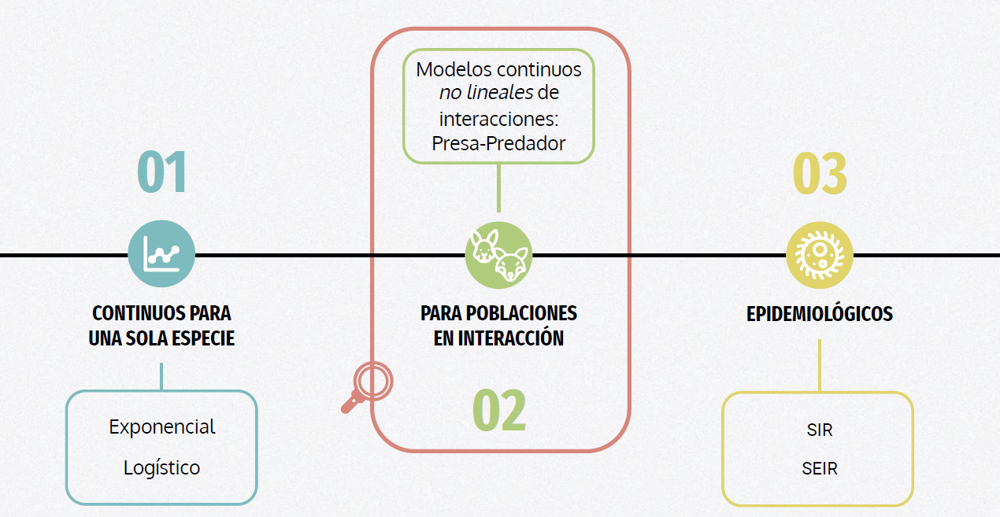 01
CONTINUOS PARA
UNA SOLA ESPECIE
Exponencial
Logístico
Modelos continuos
no lineales de
interacciones:
Presa-Predador
PARA POBLACIONES
EN INTERACCIÓN
02
03
EPIDEMIOLÓGICOS
SIR
SEIR